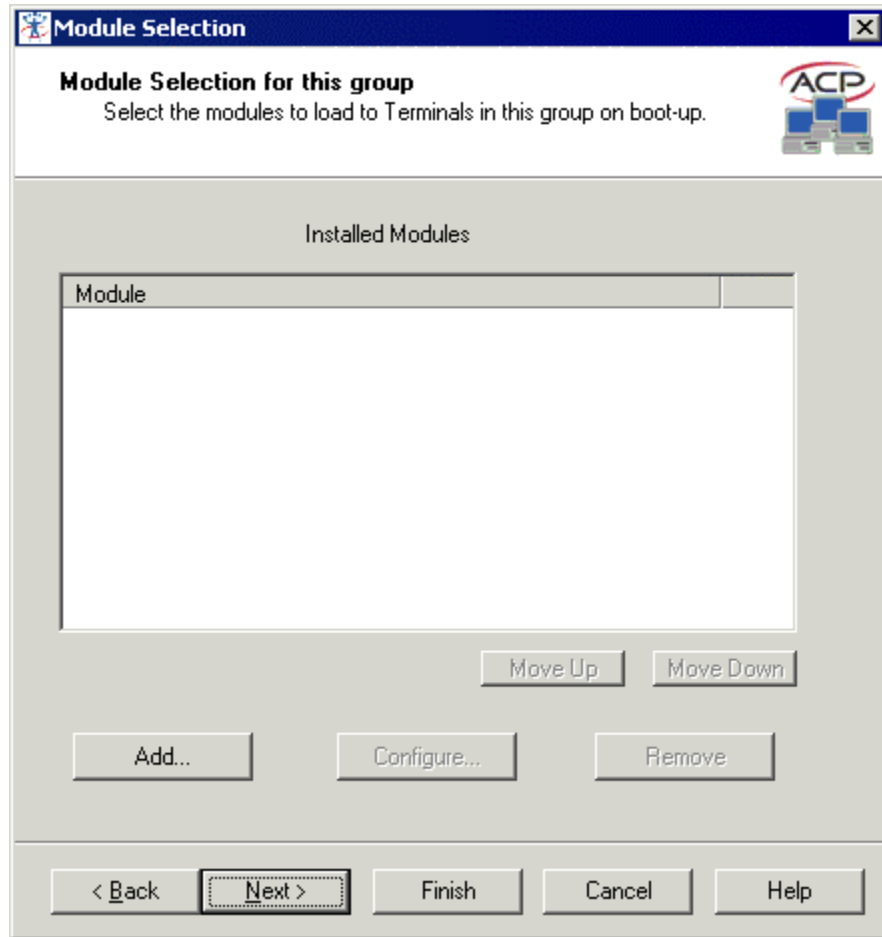 Module Selection
Module Selection for this group
Select the modules to load to Terminals in this group on boot-up.
ACP
Installed Modules
Module
Move Up
Move Down
Add...
Configure...
Remove
< Back
Next >
Finish
Cancel
Help